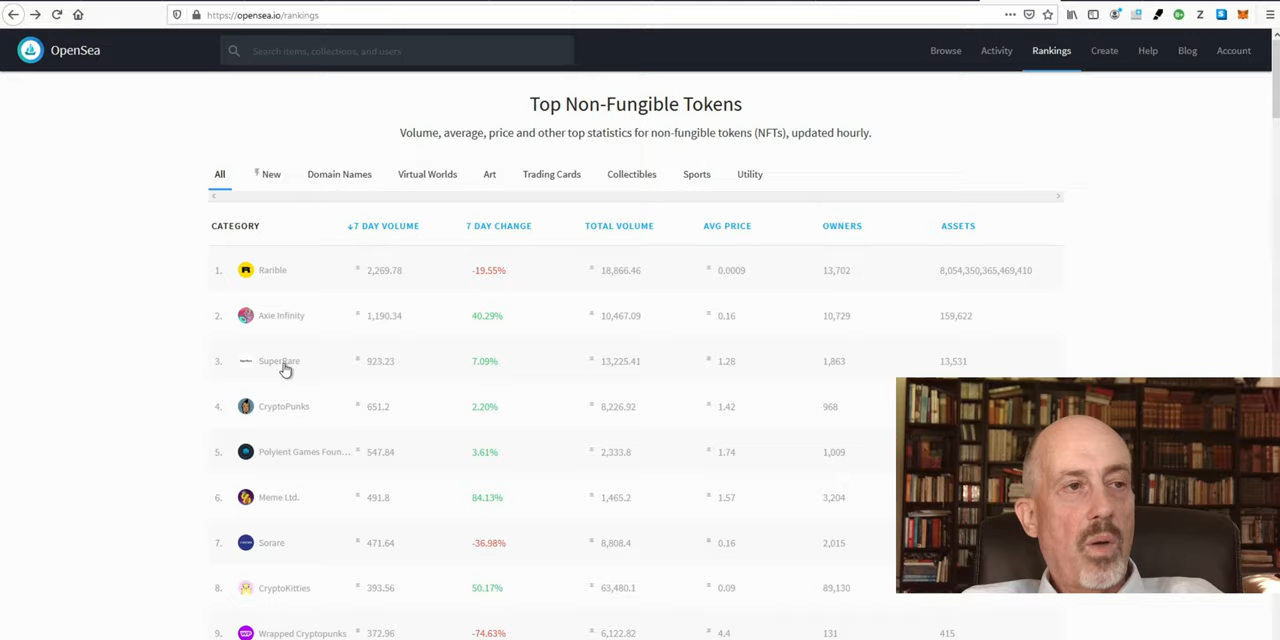 https://opensea.io/rankings
OpenSea
Search items, collections, and users
Browse Activity Rankings Create Help Blog Account
Top Non-Fungible Tokens
Volume, average, price and other top statistics for non-fungible tokens (NFTs), updated hourly.
All New Domain Names Virtual Worlds Art Trading Cards Collectibles Sports Utility
CATEGORY ↓7 DAY VOLUME 7 DAY CHANGE TOTAL VOLUME AVG PRICE OWNERS ASSETS
1. Rarible 2,269.78 -19.55% 18,866.46 0.0009 13,702 8,054,350,365,469,410
2. Axie Infinity 1,190.34 40.29% 10,467.09 0.16 10,729 159,622
3. SuperRare 923.23 7.09% 13,225.41 1.28 1,863 13,531
4. CryptoPunks 651.2 2.20% 8,226.92 1.42 968
5. Polyient Games Foun... 547.84 3.61% 2,333.8 1.74 1,009
6. Meme Ltd. 491.8 84.13% 1,465.2 1.57 3,204
7. Sorare 471.64 -36.98% 8,808.4 0.16 2,015
8. CryptoKitties 393.56 50.17% 63,480.1 0.09 89,130
9. Wrapped Cryptopunks 372.96 -74.63% 6,122.82 4.4 131 415